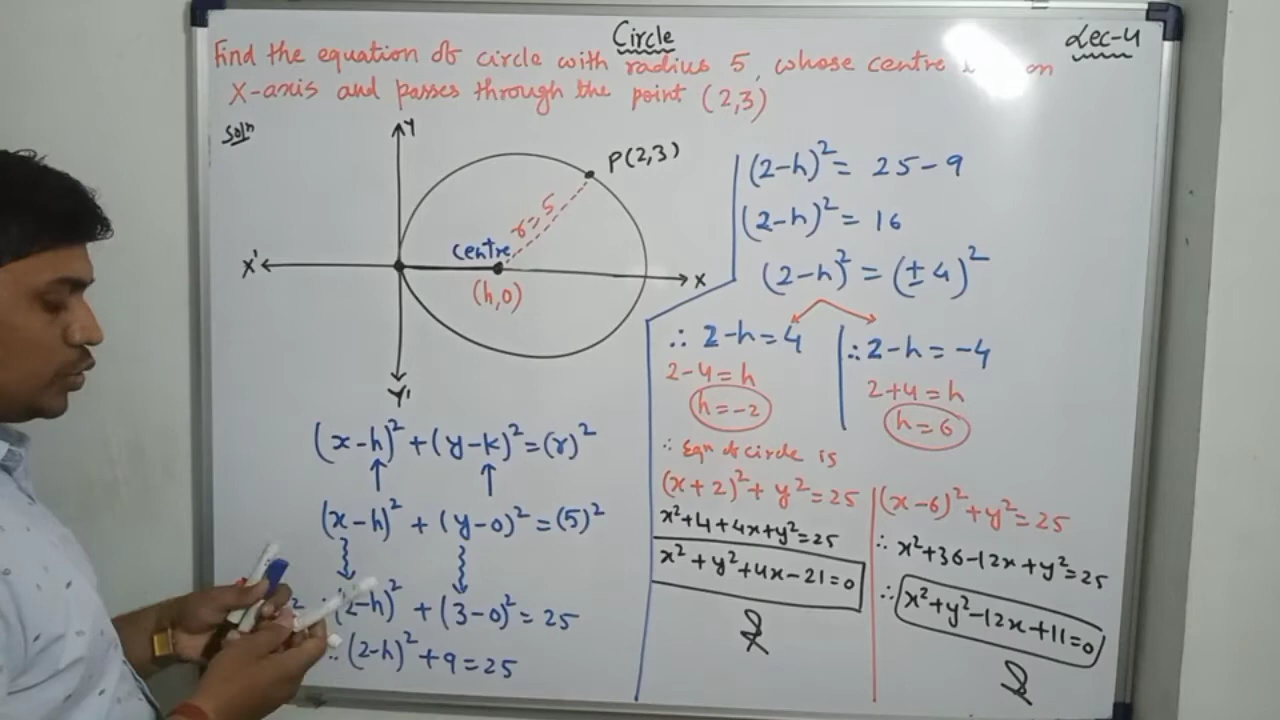 Circle
Lec-4
Find the equation of circle with radius 5, whose centre on
X-axis and passes through the point (2,3)
Solⁿ
Y
P(2,3)
r=5
centre
X'
X
(h,0)
Y'
(x-h)² + (y-k)² = (r)²
(x-h)² + (y-0)² = (5)²
(2-h)² + (3-0)² = 25
∴ (2-h)² + 9 = 25
(2-h)² = 25-9
(2-h)² = 16
(2-h)² = (±4)²
∴ 2-h = 4
2-4 = h
h = -2
∴ 2-h = -4
2+4 = h
h = 6
∴ Eqn of circle is
(x+2)² + y² = 25
x²+4+4x+y²=25
x²+y²+4x-21=0
(x-6)²+y²=25
∴ x²+36-12x+y²=25
∴ x²+y²-12x+11=0